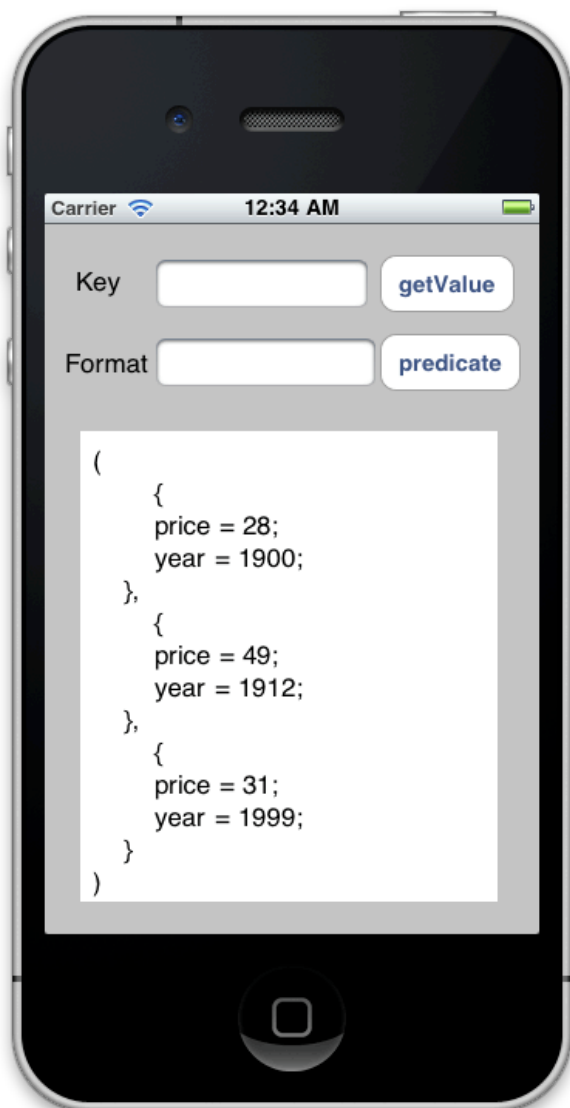 Carrier 12:34 AM
Key getValue
Format predicate
(
{
price = 28;
year = 1900;
},
{
price = 49;
year = 1912;
},
{
price = 31;
year = 1999;
}
)